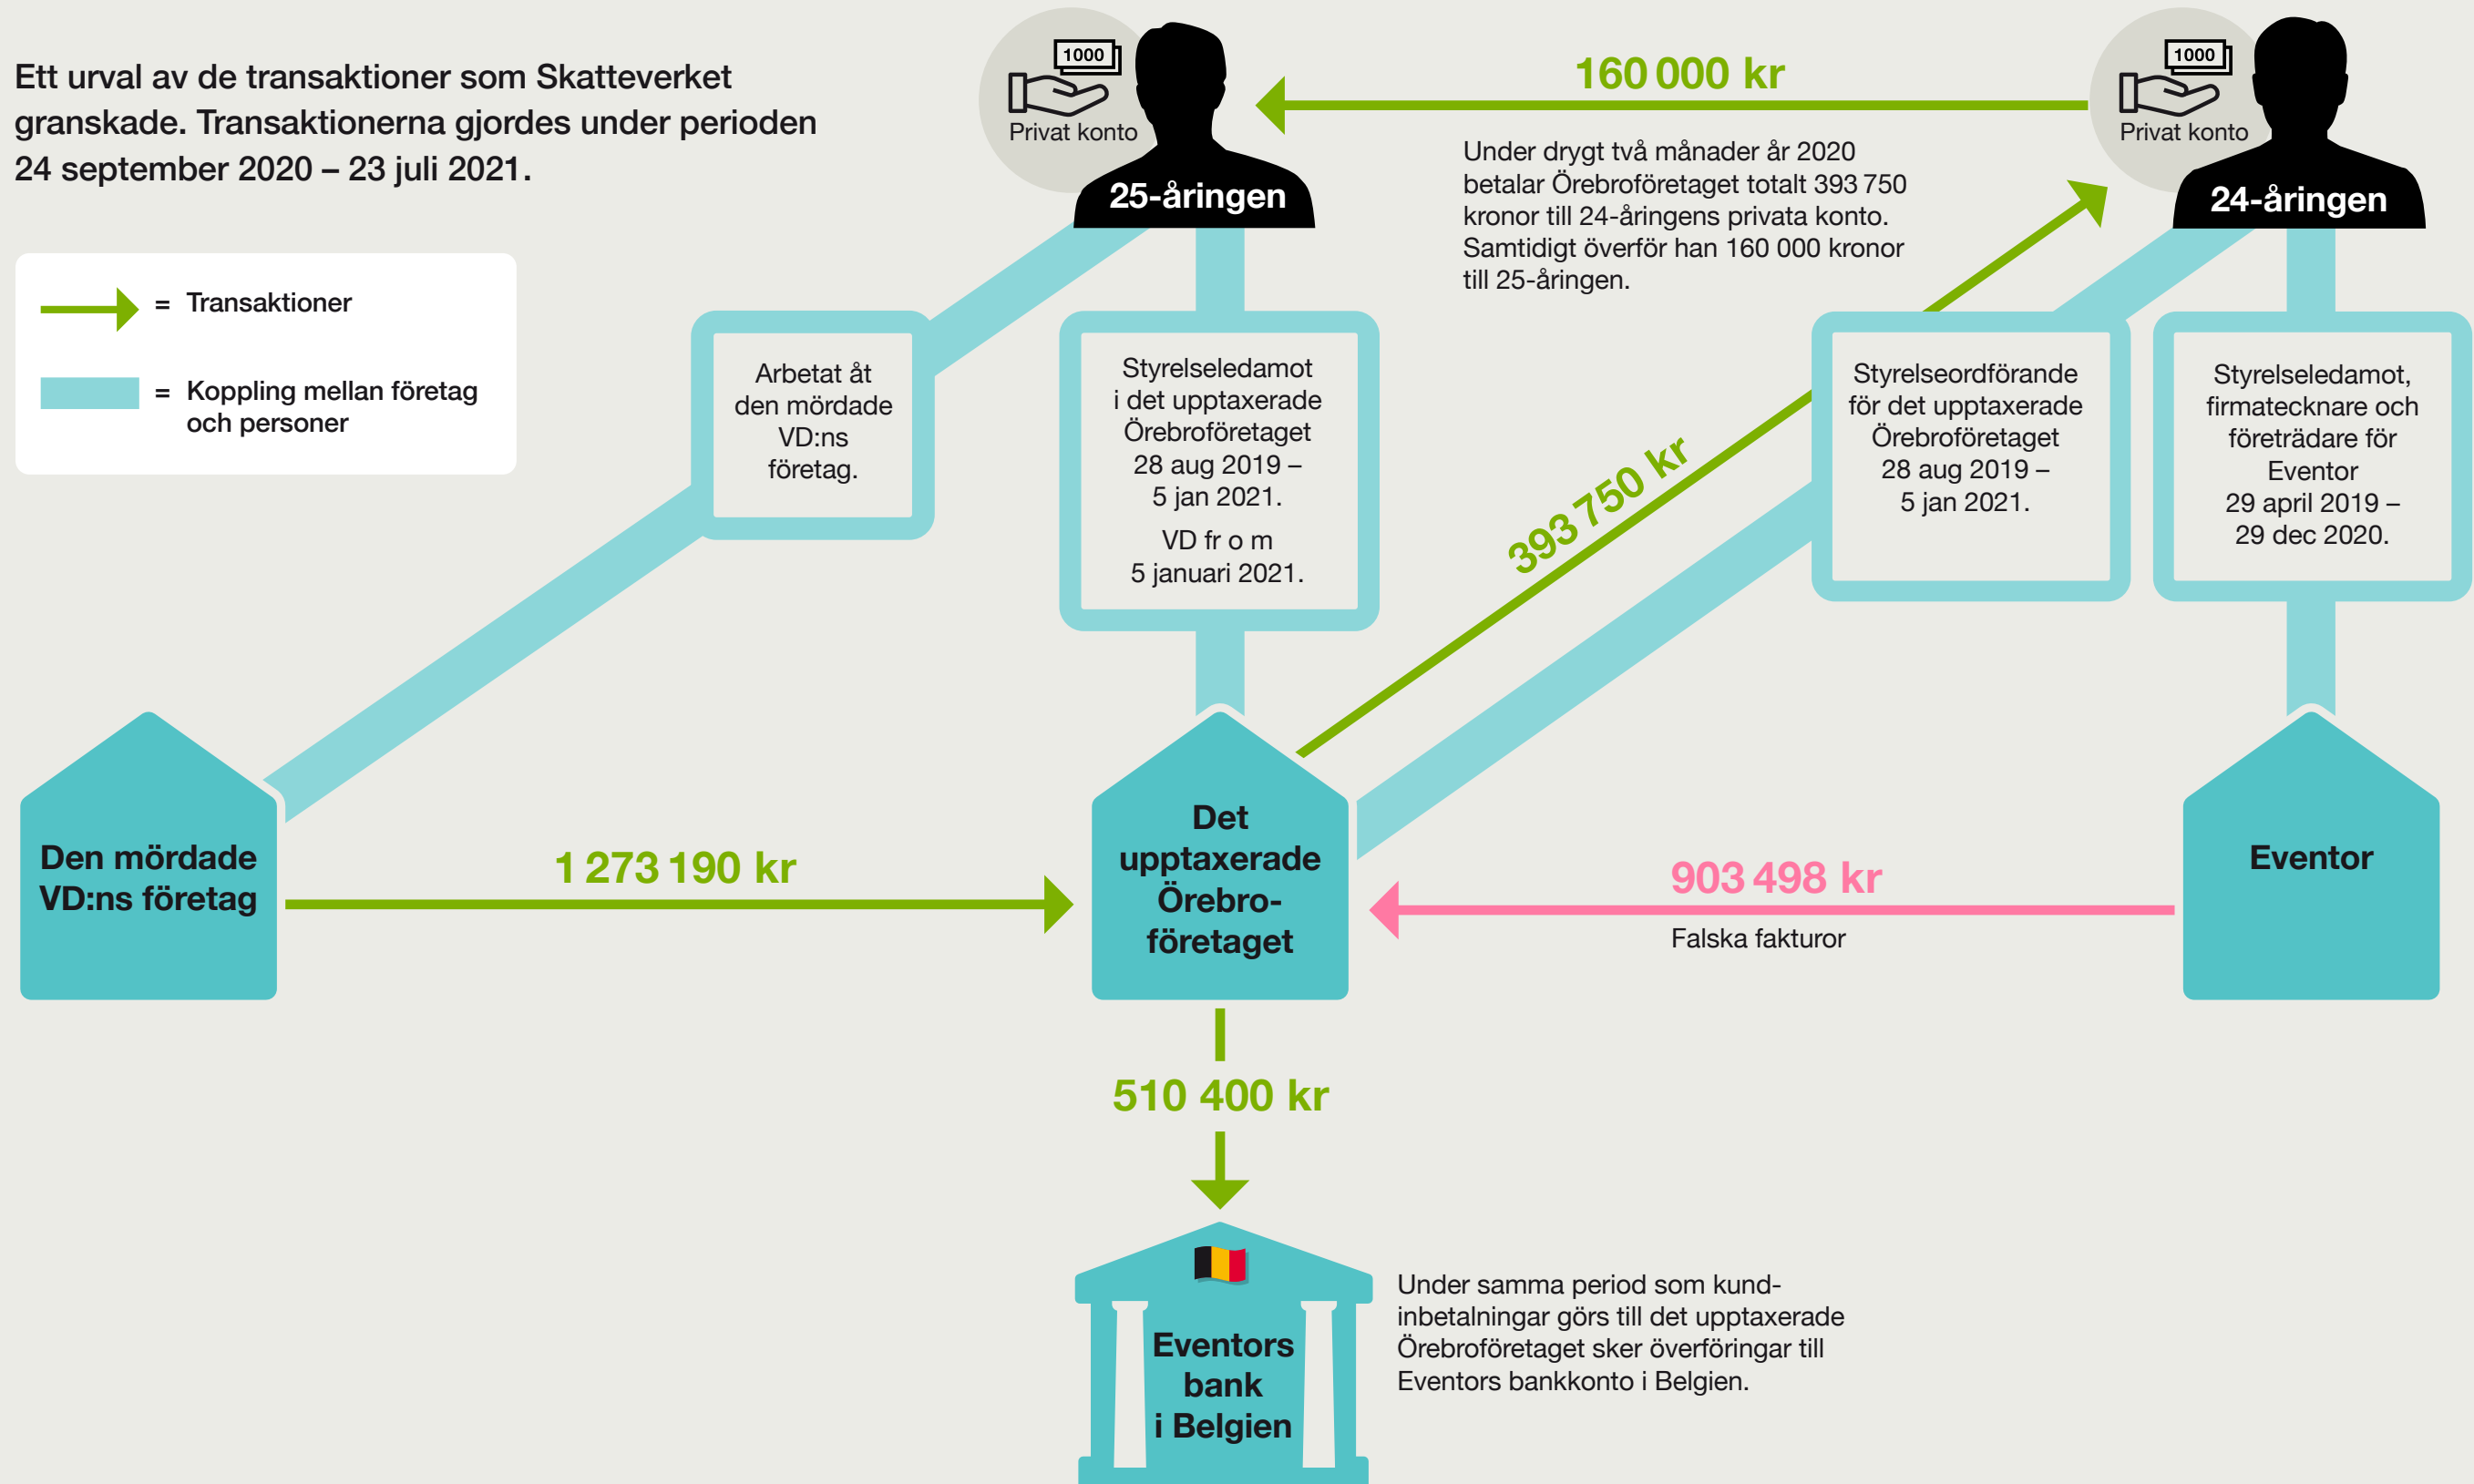 Ett urval av de transaktioner som Skatteverket
granskade. Transaktionerna gjordes under perioden
24 september 2020 – 23 juli 2021.
= Transaktioner
= Koppling mellan företag
och personer
1000
Privat konto
25-åringen
160 000 kr
Under drygt två månader år 2020
betalar Örebroföretaget totalt 393 750
kronor till 24-åringens privata konto.
Samtidigt överför han 160 000 kronor
till 25-åringen.
1000
Privat konto
24-åringen
Arbetat åt
den mördade
VD:ns
företag.
Styrelseledamot
i det upptaxerade
Örebroföretaget
28 aug 2019 –
5 jan 2021.
VD fr o m
5 januari 2021.
393 750 kr
Styrelseordförande
för det upptaxerade
Örebroföretaget
28 aug 2019 –
5 jan 2021.
Styrelseledamot,
firmatecknare och
företrädare för
Eventor
29 april 2019 –
29 dec 2020.
Den mördade
VD:ns företag
1 273 190 kr
Det
upptaxerade
Örebro-
företaget
903 498 kr
Falska fakturor
Eventor
510 400 kr
Eventors
bank
i Belgien
Under samma period som kund-
inbetalningar görs till det upptaxerade
Örebroföretaget sker överföringar till
Eventors bankkonto i Belgien.